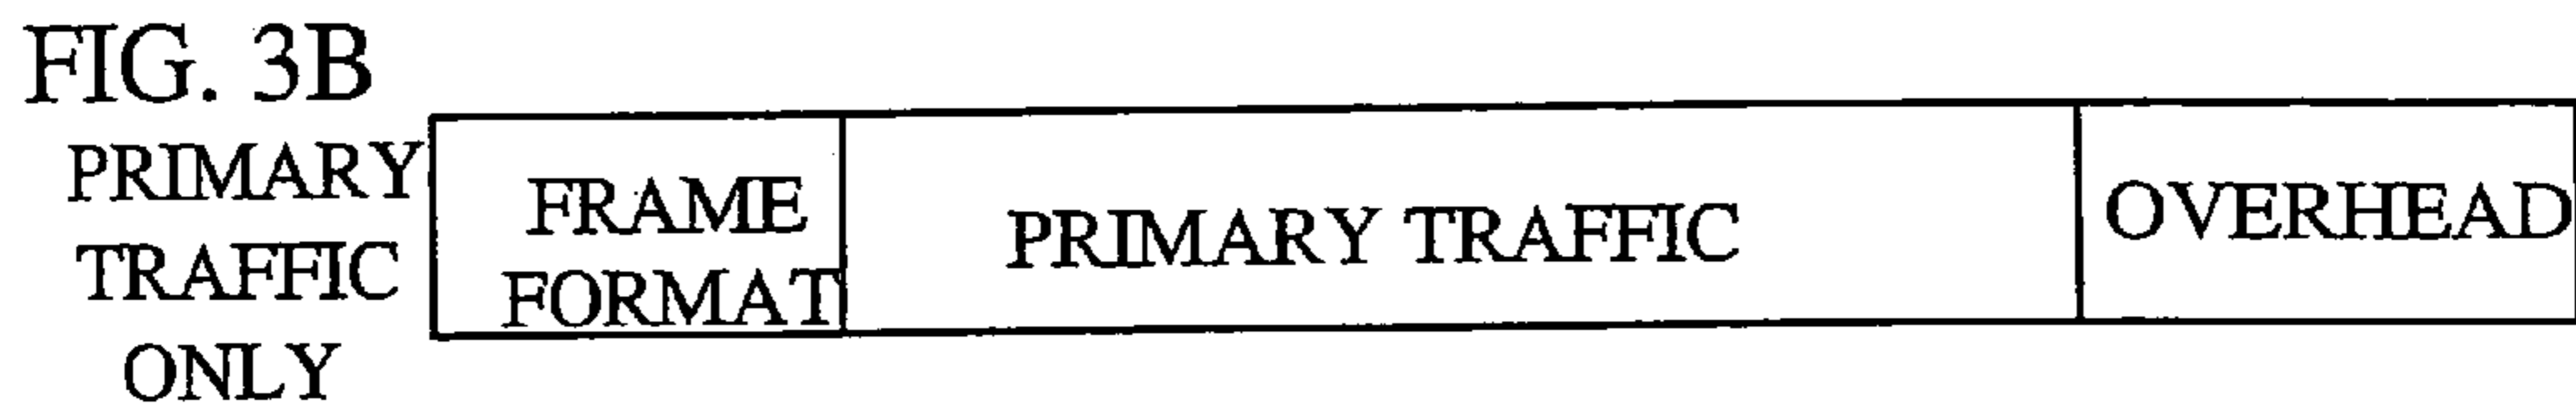 FIG. 3B
PRIMARY
TRAFFIC
ONLY
FRAME
FORMAT
PRIMARY TRAFFIC
OVERHEAD